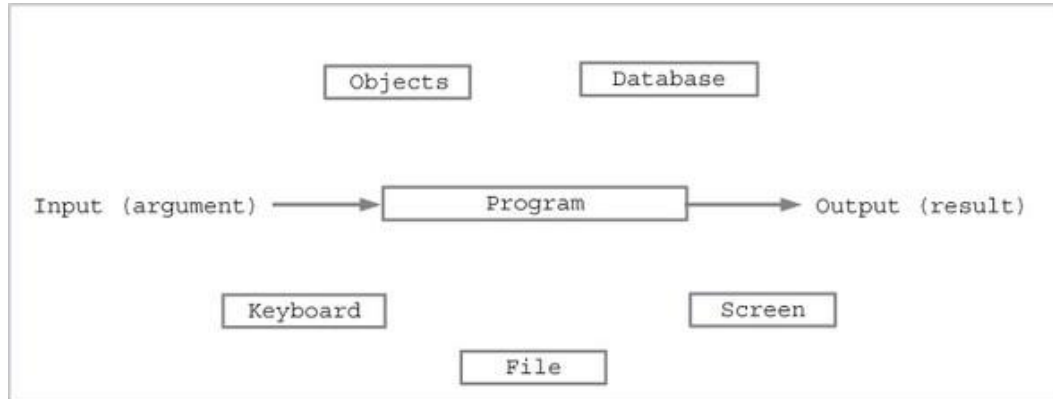 Objects
Database
Input (argument)
Program
Output (result)
Keyboard
Screen
File